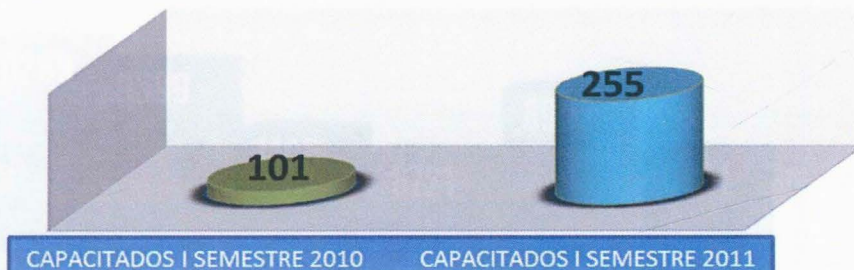 255
101
CAPACITADOS I SEMESTRE 2010 CAPACITADOS I SEMESTRE 2011